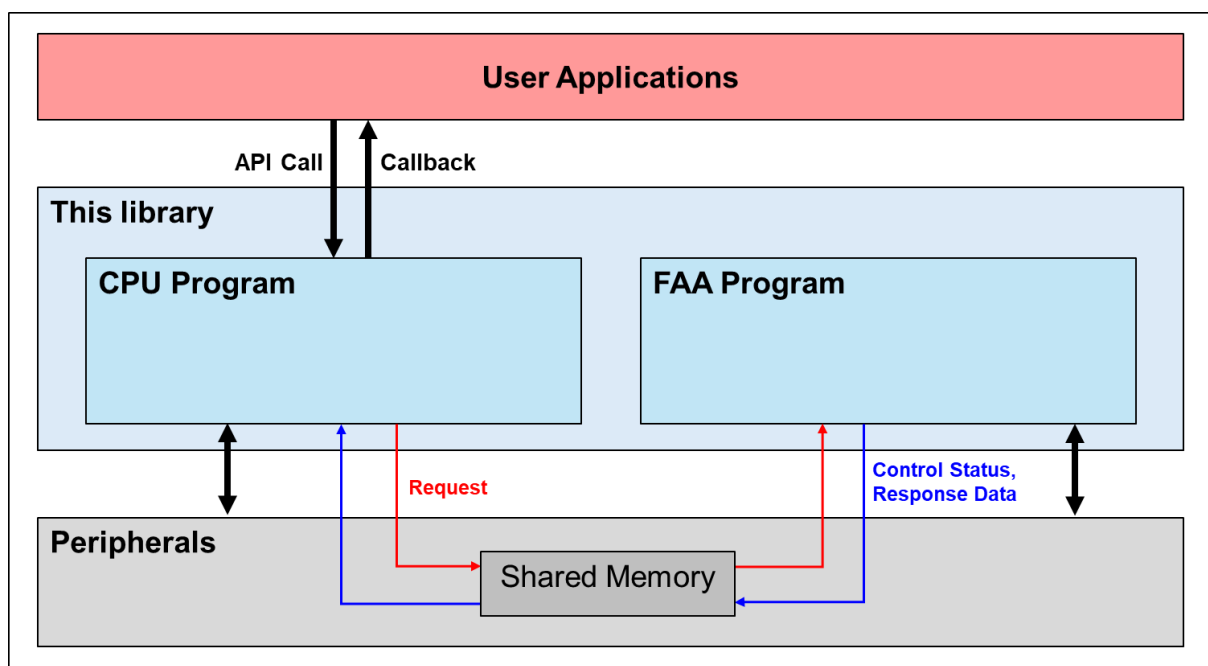 User Applications
API Call
Callback
This library
CPU Program
FAA Program
Request
Control Status,
Response Data
Peripherals
Shared Memory